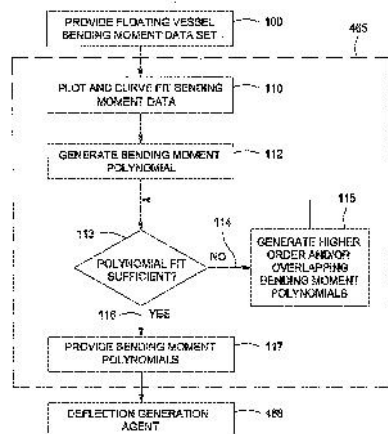 PROVIDE FLOATING VESSEL
BENDING MOMENT DATA SET
100
465
PLOT AND CURVE FIT BENDING
MOMENT DATA
110
GENERATE BENDING MOMENT
POLYNOMIAL
112
113
POLYNOMIAL FIT
SUFFICIENT?
NO
114
115
GENERATE HIGHER
ORDER AND/OR
OVERLAPPING
BENDING MOMENT
POLYNOMIALS
116
YES
PROVIDE BENDING MOMENT
POLYNOMIALS
117
DEFLECTION GENERATION
AGENT